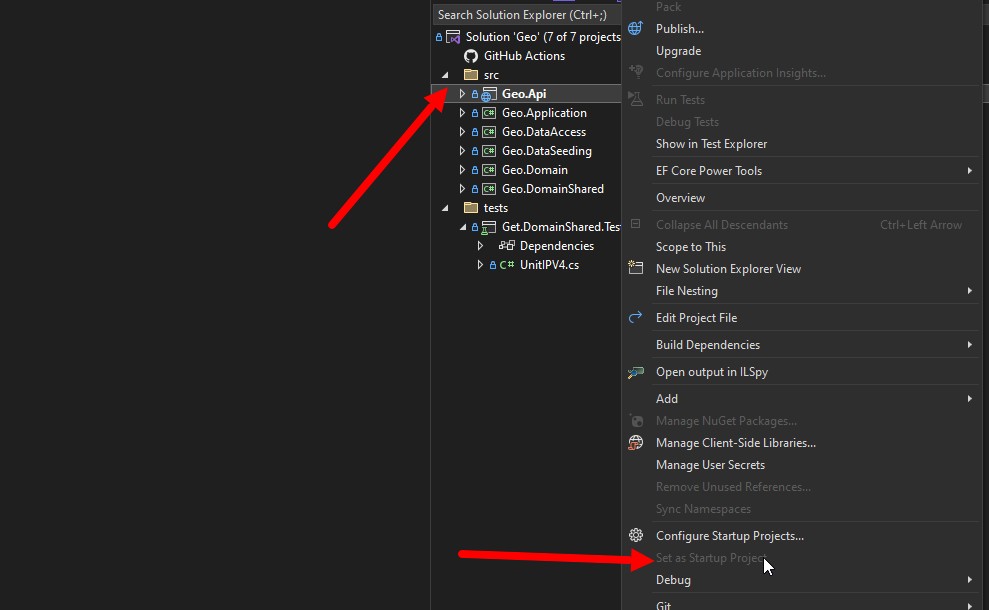 Search Solution Explorer (Ctrl+;)
Solution 'Geo' (7 of 7 projects
GitHub Actions
src
Geo.Api
Geo.Application
Geo.DataAccess
Geo.DataSeeding
Geo.Domain
Geo.DomainShared
tests
Get.DomainShared.Tes
Dependencies
C# UnitIPV4.cs
Pack
Publish...
Upgrade
Configure Application Insights...
Run Tests
Debug Tests
Show in Test Explorer
EF Core Power Tools
Overview
Collapse All Descendants Ctrl+Left Arrow
Scope to This
New Solution Explorer View
File Nesting
Edit Project File
Build Dependencies
Open output in ILSpy
Add
Manage NuGet Packages...
Manage Client-Side Libraries...
Manage User Secrets
Remove Unused References...
Sync Namespaces
Configure Startup Projects...
Set as Startup Project
Debug
Git